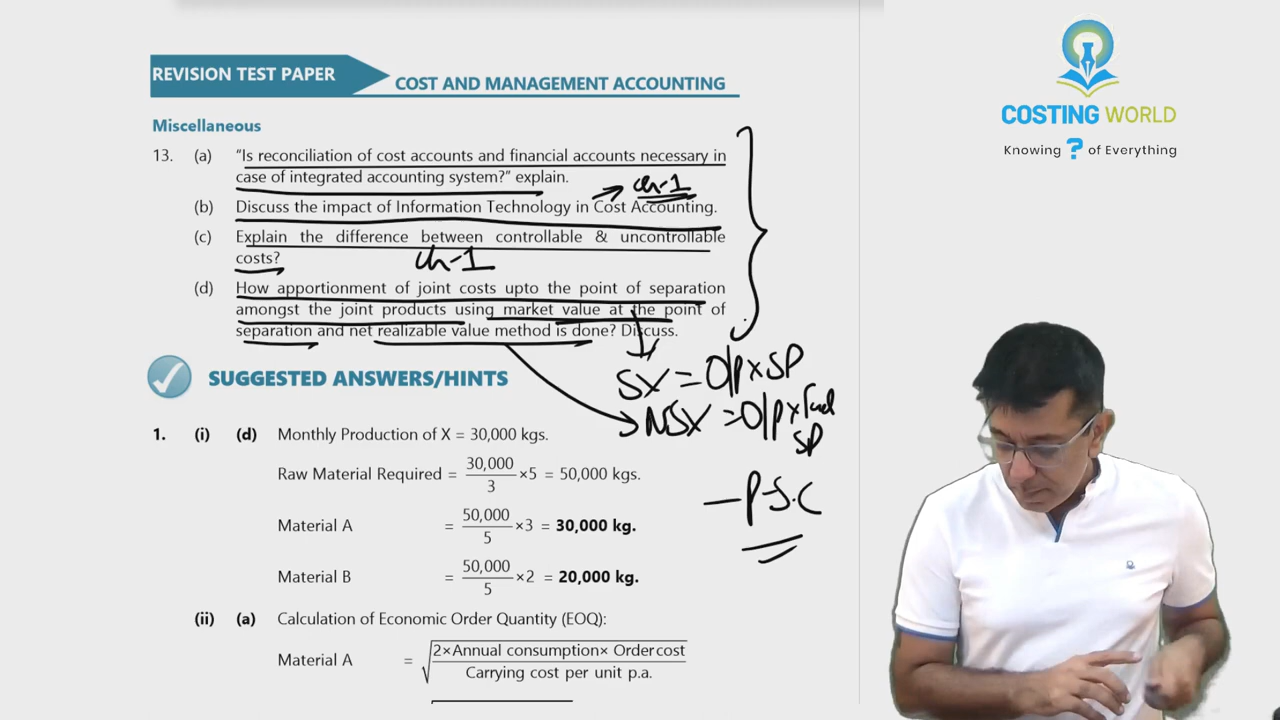 REVISION TEST PAPER
COST AND MANAGEMENT ACCOUNTING
COSTING WORLD
Knowing ? of Everything
Miscellaneous
13. (a) "Is reconciliation of cost accounts and financial accounts necessary in
case of integrated accounting system?" explain.
ch-1
(b) Discuss the impact of Information Technology in Cost Accounting.
(c) Explain the difference between controllable & uncontrollable
costs?
ch-1
(d) How apportionment of joint costs upto the point of separation
amongst the joint products using market value at the point of
separation and net realizable value method is done? Discuss.
SV = O/p x SP
NSV = O/p x Final
SP
- P.S.C
SUGGESTED ANSWERS/HINTS
1. (i) (d) Monthly Production of X = 30,000 kgs.
Raw Material Required = 30,000/3 ×5 = 50,000 kgs.
Material A = 50,000/5 ×3 = 30,000 kg.
Material B = 50,000/5 ×2 = 20,000 kg.
(ii) (a) Calculation of Economic Order Quantity (EOQ):
Material A = √ 2×Annual consumption× Order cost / Carrying cost per unit p.a.